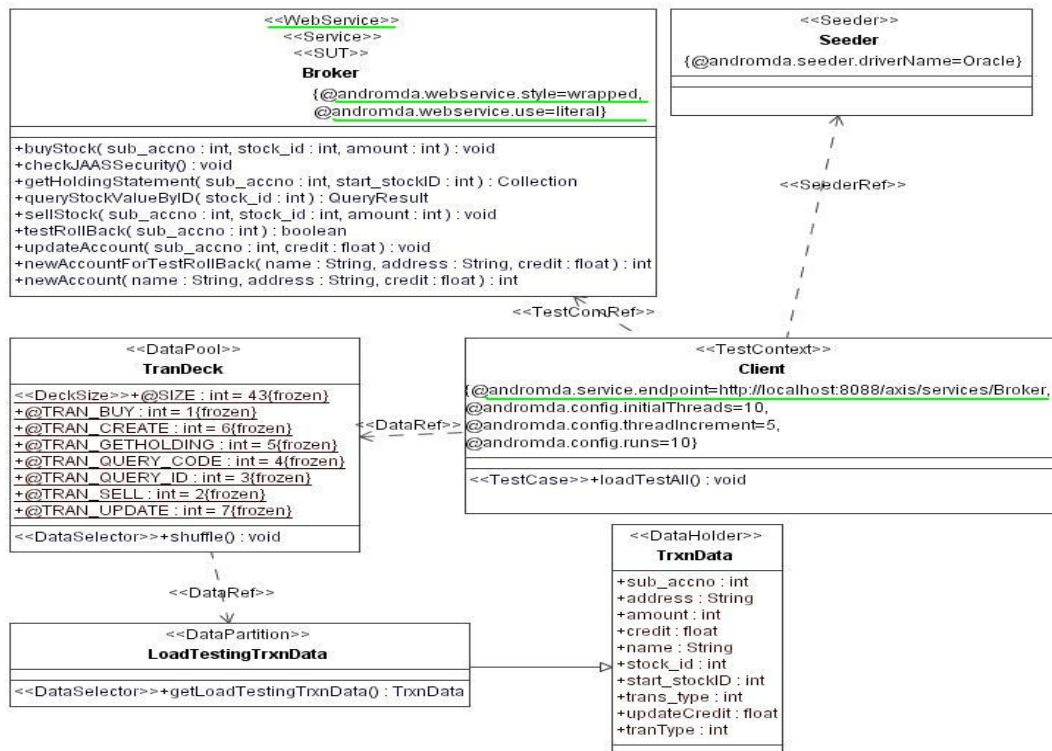 <<WebService>>
<<Service>>
<<SUT>>
Broker
{@andromda.webservice.style=wrapped,
@andromda.webservice.use=literal}
+buyStock( sub_accno : int, stock_id : int, amount : int ) : void
+checkJAASSecurity() : void
+getHoldingStatement( sub_accno : int, start_stockID : int ) : Collection
+queryStockValueByID( stock_id : int ) : QueryResult
+sellStock( sub_accno : int, stock_id : int, amount : int ) : void
+testRollBack( sub_accno : int ) : boolean
+updateAccount( sub_accno : int, credit : float ) : void
+newAccountForTestRollBack( name : String, address : String, credit : float ) : int
+newAccount( name : String, address : String, credit : float ) : int
<<Seeder>>
Seeder
{@andromda.seeder.driverName=Oracle}
<<SeederRef>>
<<TestComRef>>
<<DataPool>>
TranDeck
<<DeckSize>>+@SIZE : int = 43{frozen}
+@TRAN_BUY : int = 1{frozen}
+@TRAN_CREATE : int = 6{frozen}
+@TRAN_GETHOLDING : int = 5{frozen}
+@TRAN_QUERY_CODE : int = 4{frozen}
+@TRAN_QUERY_ID : int = 3{frozen}
+@TRAN_SELL : int = 2{frozen}
+@TRAN_UPDATE : int = 7{frozen}
<<DataSelector>>+shuffle() : void
<<DataRef>>
<<TestContext>>
Client
{@andromda.service.endpoint=http://localhost:8088/axis/services/Broker,
@andromda.config.initialThreads=10,
@andromda.config.threadIncrement=5,
@andromda.config.runs=10}
<<TestCase>>+loadTestAll() : void
<<DataRef>>
<<DataPartition>>
LoadTestingTrxnData
<<DataSelector>>+getLoadTestingTrxnData() : TrxnData
<<DataHolder>>
TrxnData
+sub_accno : int
+address : String
+amount : int
+credit : float
+name : String
+stock_id : int
+start_stockID : int
+trans_type : int
+updateCredit : float
+tranType : int